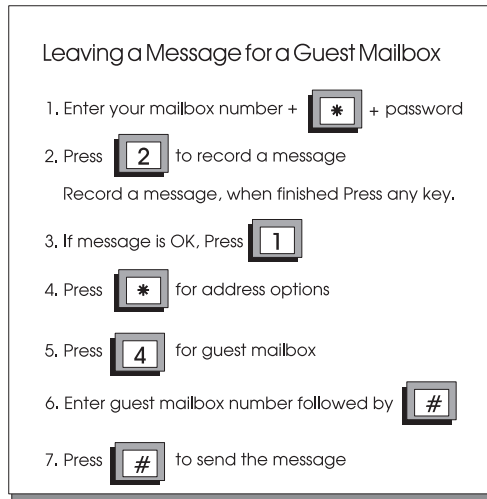 Leaving a Message for a Guest Mailbox
1. Enter your mailbox number + * + password
2. Press 2 to record a message
Record a message, when finished Press any key.
3. If message is OK, Press 1
4. Press * for address options
5. Press 4 for guest mailbox
6. Enter guest mailbox number followed by #
7. Press # to send the message